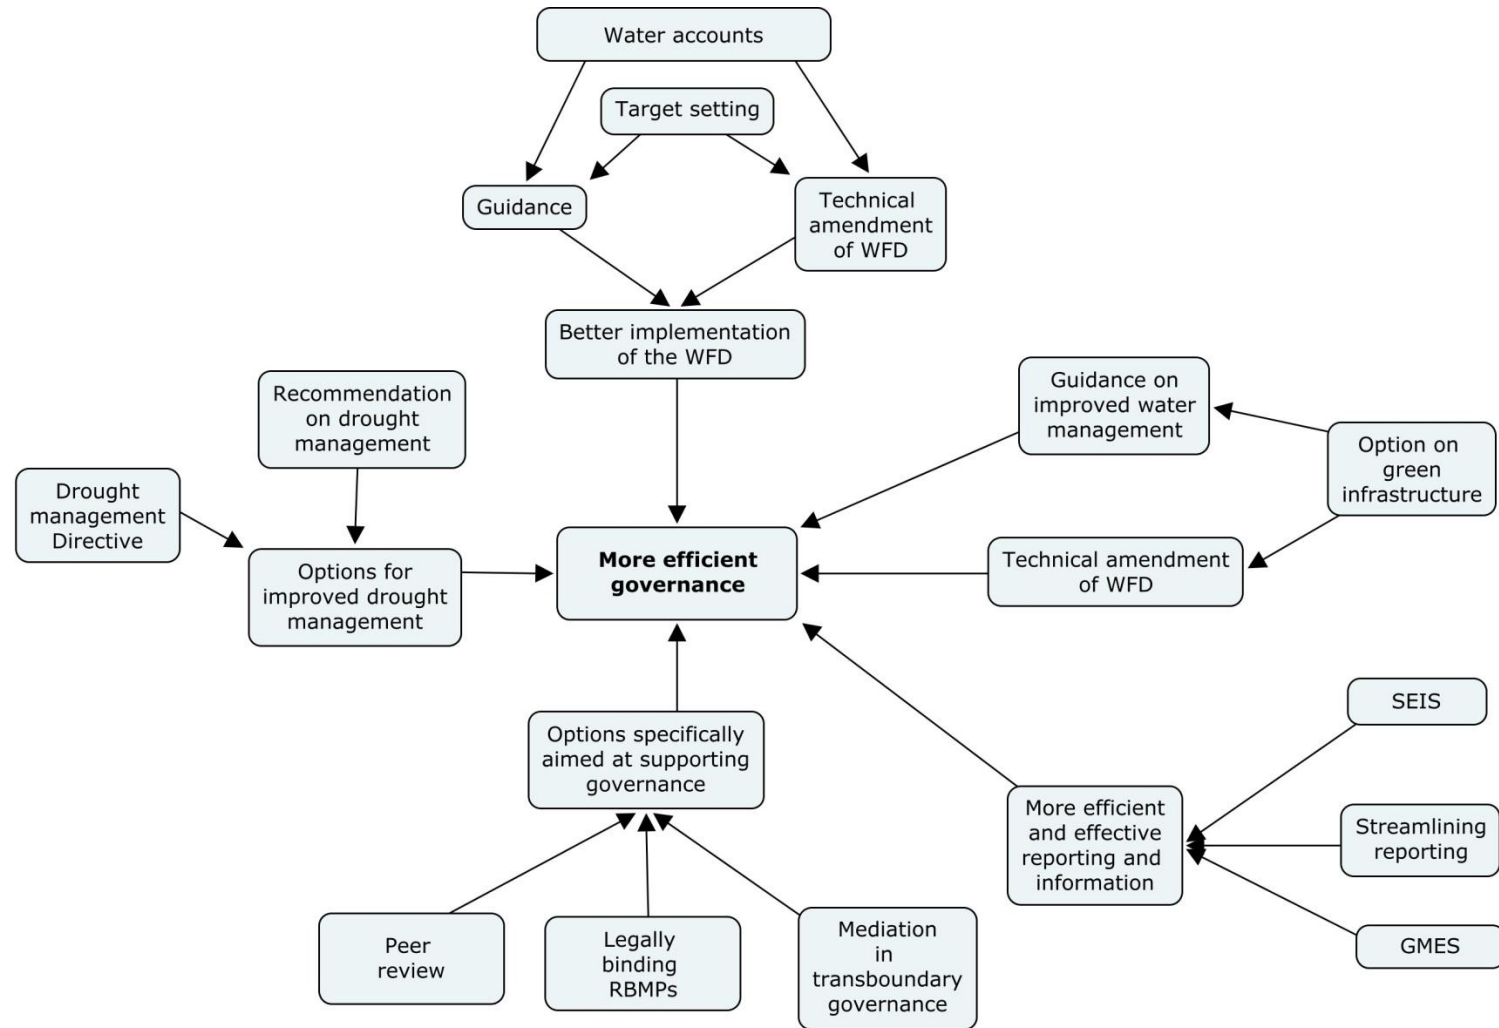 Water accounts
Target setting
Guidance
Technical
amendment
of WFD
Better implementation
of the WFD
Recommendation
on drought
management
Drought
management
Directive
Options for
improved drought
management
More efficient
governance
Guidance on
improved water
management
Option on
green
infrastructure
Technical amendment
of WFD
Options specifically
aimed at supporting
governance
Peer
review
Legally
binding
RBMPs
Mediation
in
transboundary
governance
More efficient
and effective
reporting and
information
SEIS
Streamlining
reporting
GMES